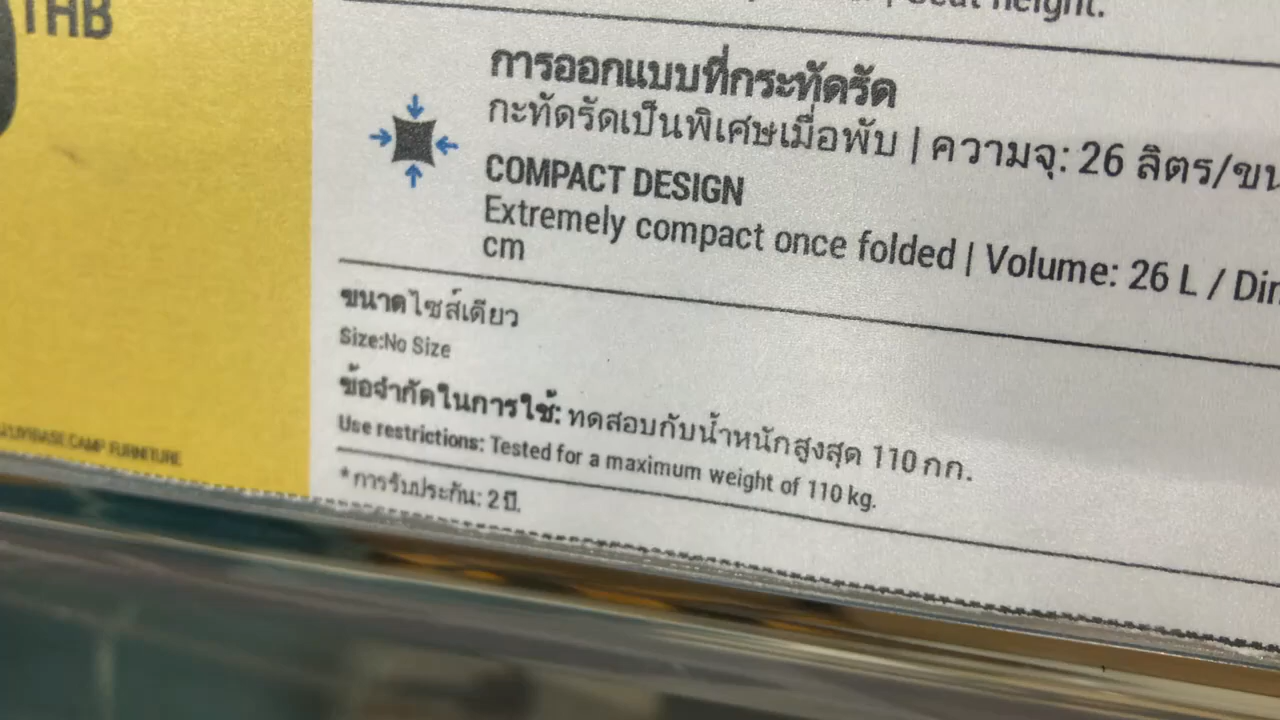 THB
height.
การออกแบบที่กระทัดรัด
กะทัดรัดเป็นพิเศษเมื่อพับ | ความจุ: 26 ลิตร/ขน
COMPACT DESIGN
Extremely compact once folded | Volume: 26 L / Dim
cm
ขนาดไซส์เดียว
Size:No Size
ข้อจำกัดในการใช้: ทดสอบกับน้ำหนักสูงสุด 110 กก.
Use restrictions: Tested for a maximum weight of 110 kg.
* การรับประกัน: 2 ปี.
CAMP FURNITURE